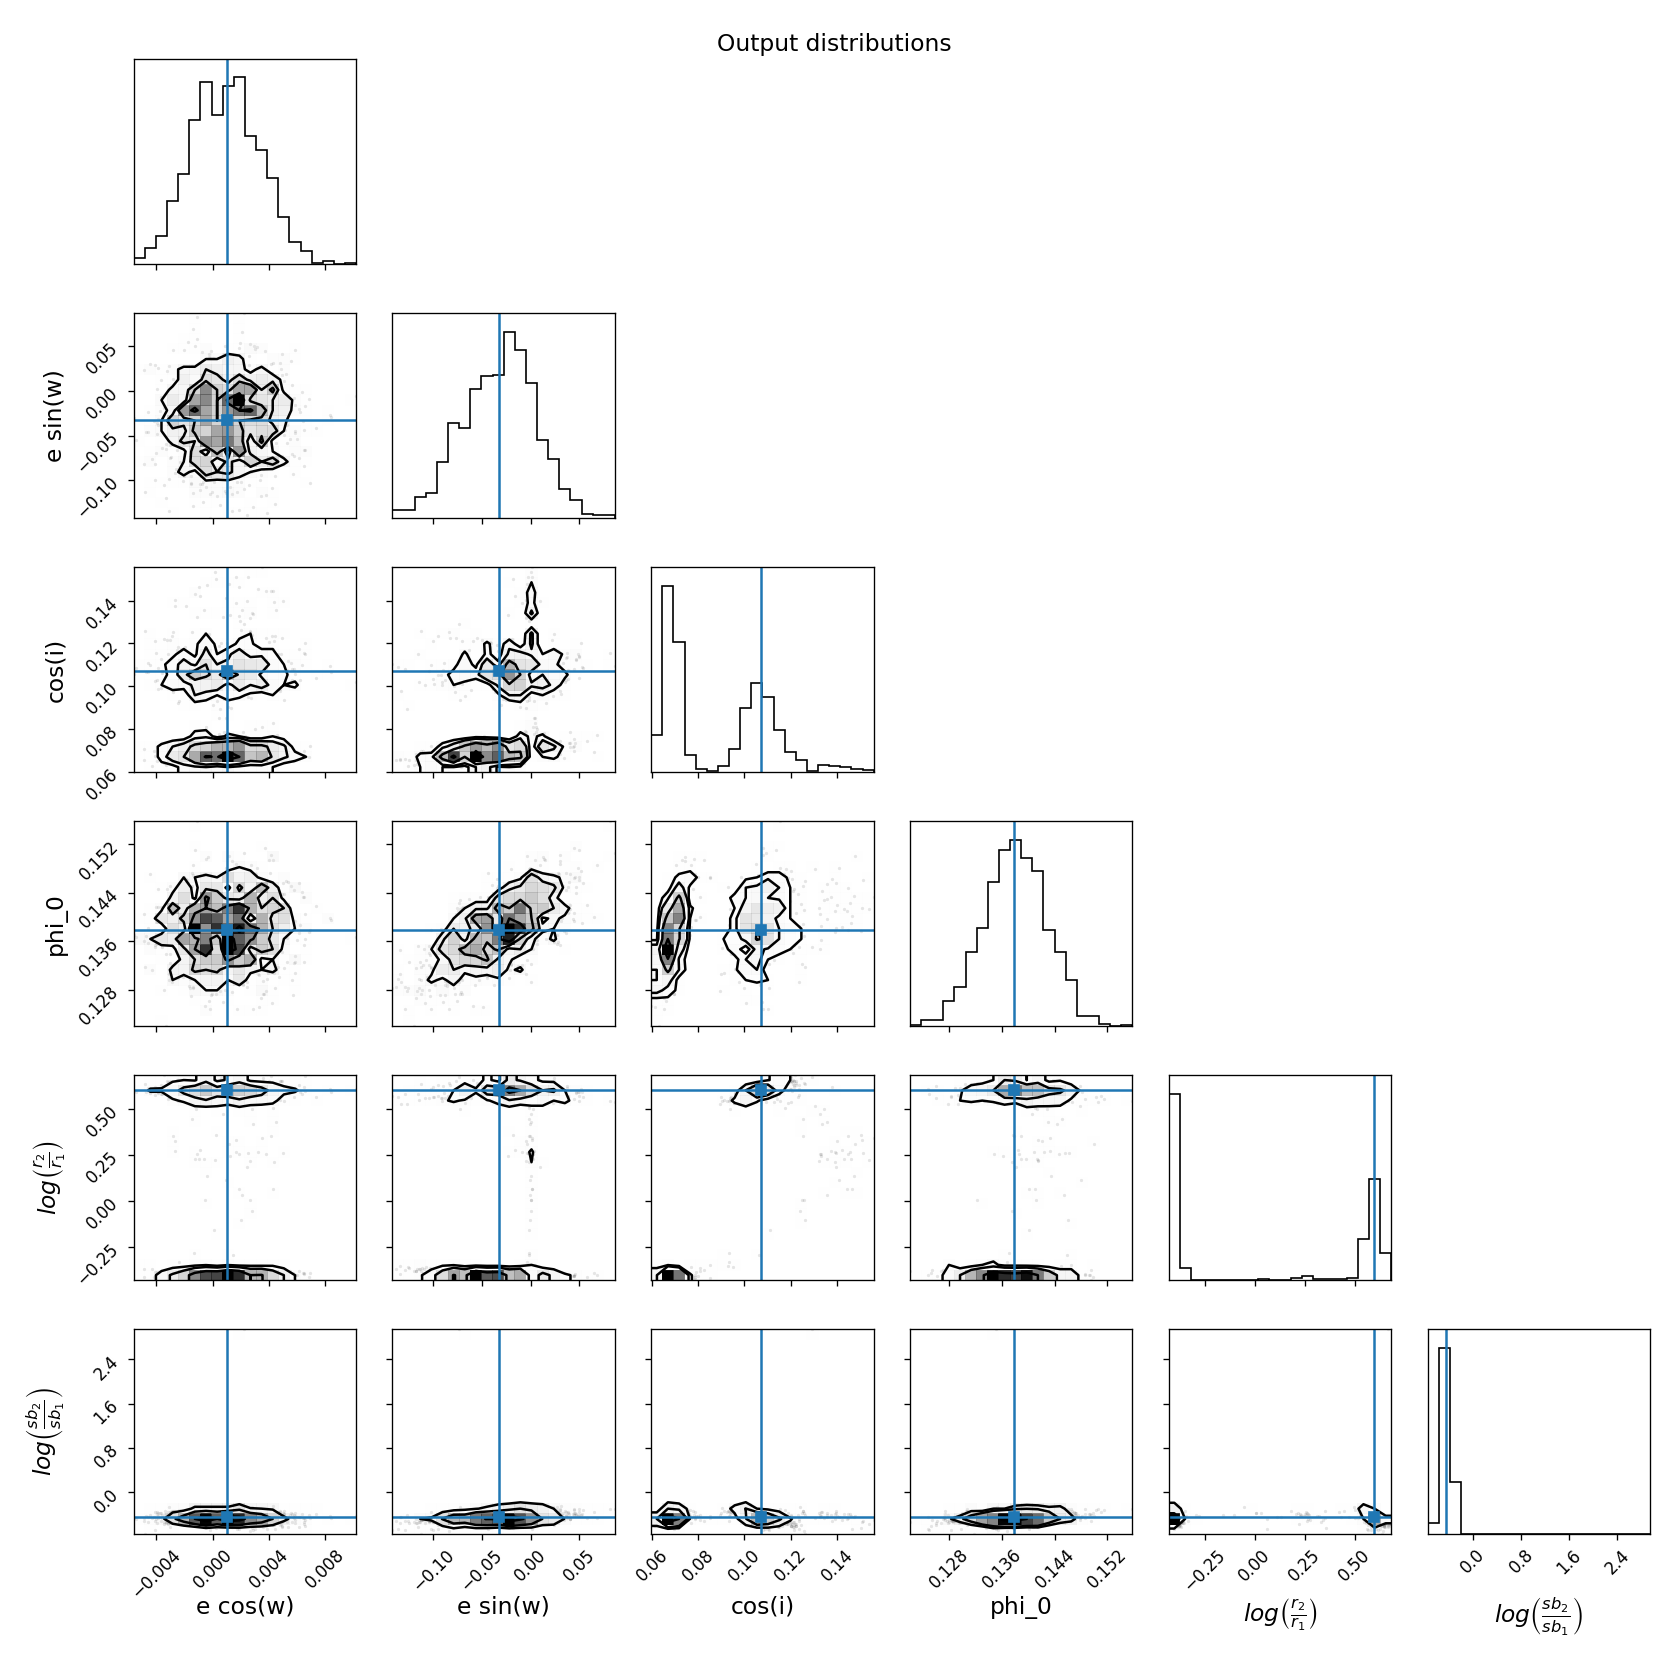 Output distributions
e sin(w)
0.05
0.00
−0.05
−0.10
cos(i)
0.14
0.12
0.10
0.08
0.06
phi_0
0.152
0.144
0.136
0.128
log(r₂/r₁)
0.50
0.25
0.00
−0.25
log(sb₂/sb₁)
2.4
1.6
0.8
0.0
−0.004 0.000 0.004 0.008
−0.10 −0.05 0.00 0.05
0.06 0.08 0.10 0.12 0.14
0.128 0.136 0.144 0.152
−0.25 0.00 0.25 0.50
0.0 0.8 1.6 2.4
e cos(w) e sin(w) cos(i) phi_0 log(r₂/r₁) log(sb₂/sb₁)